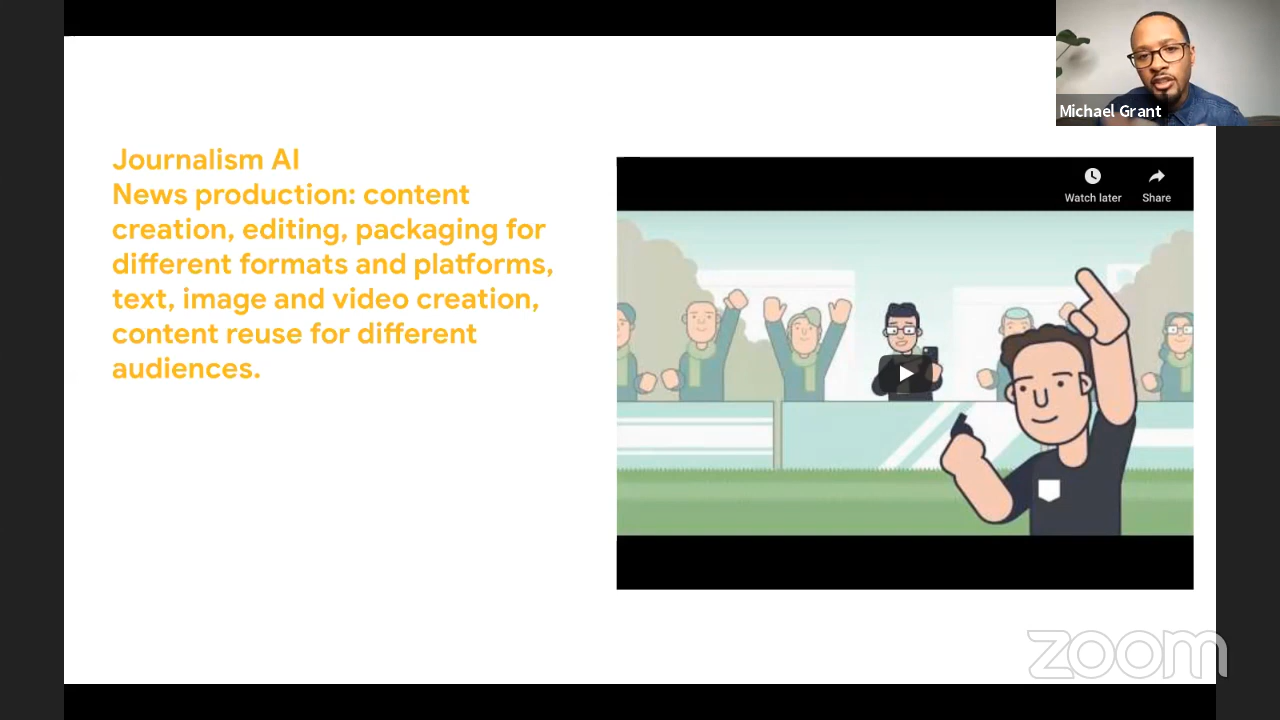 Michael Grant
Journalism AI
News production: content
creation, editing, packaging for
different formats and platforms,
text, image and video creation,
content reuse for different
audiences.
Watch later
Share
zoom